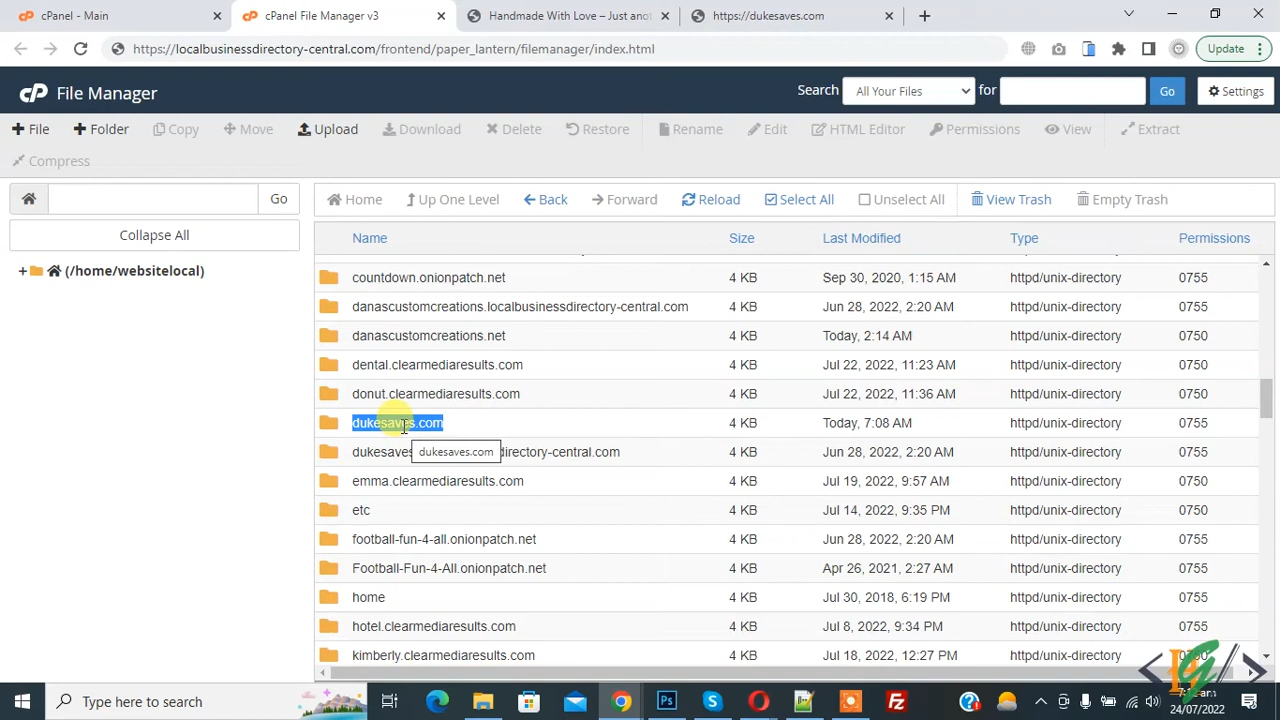 cPanel - Main
cPanel File Manager v3
Handmade With Love – Just anot
https://dukesaves.com
https://localbusinessdirectory-central.com/frontend/paper_lantern/filemanager/index.html
Update
cP File Manager
Search All Your Files for Go Settings
File Folder Copy Move Upload Download Delete Restore Rename Edit HTML Editor Permissions View Extract
Compress
Go
Home Up One Level Back Forward Reload Select All Unselect All View Trash Empty Trash
Collapse All
+ (/home/websitelocal)
Name Size Last Modified Type Permissions
countdown.onionpatch.net 4 KB Sep 30, 2020, 1:15 AM httpd/unix-directory 0755
danascustomcreations.localbusinessdirectory-central.com 4 KB Jun 28, 2022, 2:20 AM httpd/unix-directory 0755
danascustomcreations.net 4 KB Today, 2:14 AM httpd/unix-directory 0750
dental.clearmediaresults.com 4 KB Jul 22, 2022, 11:23 AM httpd/unix-directory 0750
donut.clearmediaresults.com 4 KB Jul 22, 2022, 11:36 AM httpd/unix-directory 0750
dukesaves.com 4 KB Today, 7:08 AM httpd/unix-directory 0755
dukesaves directory-central.com 4 KB Jun 28, 2022, 2:20 AM httpd/unix-directory 0755
dukesaves.com
emma.clearmediaresults.com 4 KB Jul 19, 2022, 9:57 AM httpd/unix-directory 0750
etc 4 KB Jul 14, 2022, 9:35 PM httpd/unix-directory 0750
football-fun-4-all.onionpatch.net 4 KB Jun 28, 2022, 2:20 AM httpd/unix-directory 0755
Football-Fun-4-All.onionpatch.net 4 KB Apr 26, 2021, 2:27 AM httpd/unix-directory 0755
home 4 KB Jul 30, 2018, 6:19 PM httpd/unix-directory 0755
hotel.clearmediaresults.com 4 KB Jul 8, 2022, 9:34 PM httpd/unix-directory 0750
kimberly.clearmediaresults.com 4 KB Jul 18, 2022, 12:27 PM httpd/unix-directory
Type here to search
24/07/2022